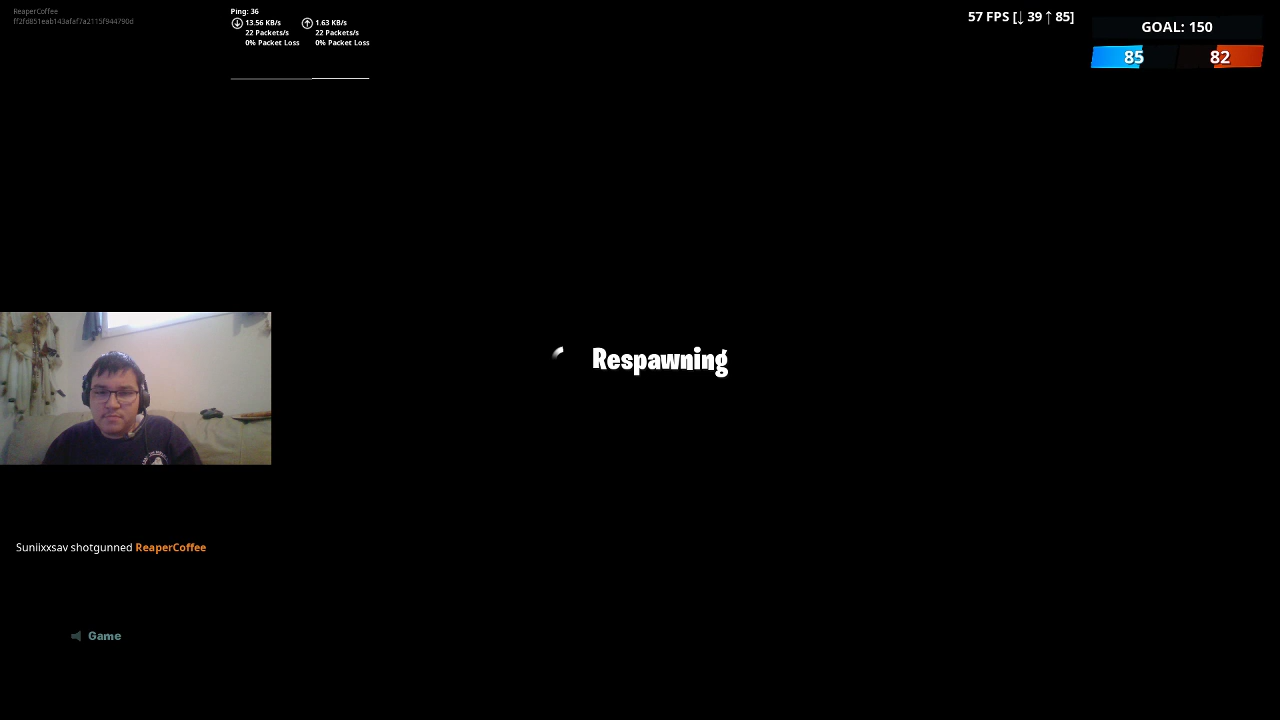 ReaperCoffee
ff2fd851eab143afaf7a2115f944790d
Ping: 36
13.56 KB/s
22 Packets/s
0% Packet Loss
1.63 KB/s
22 Packets/s
0% Packet Loss
57 FPS [↓ 39 ↑ 85]
GOAL: 150
85
82
Respawning
Suniixxsav shotgunned ReaperCoffee
Game